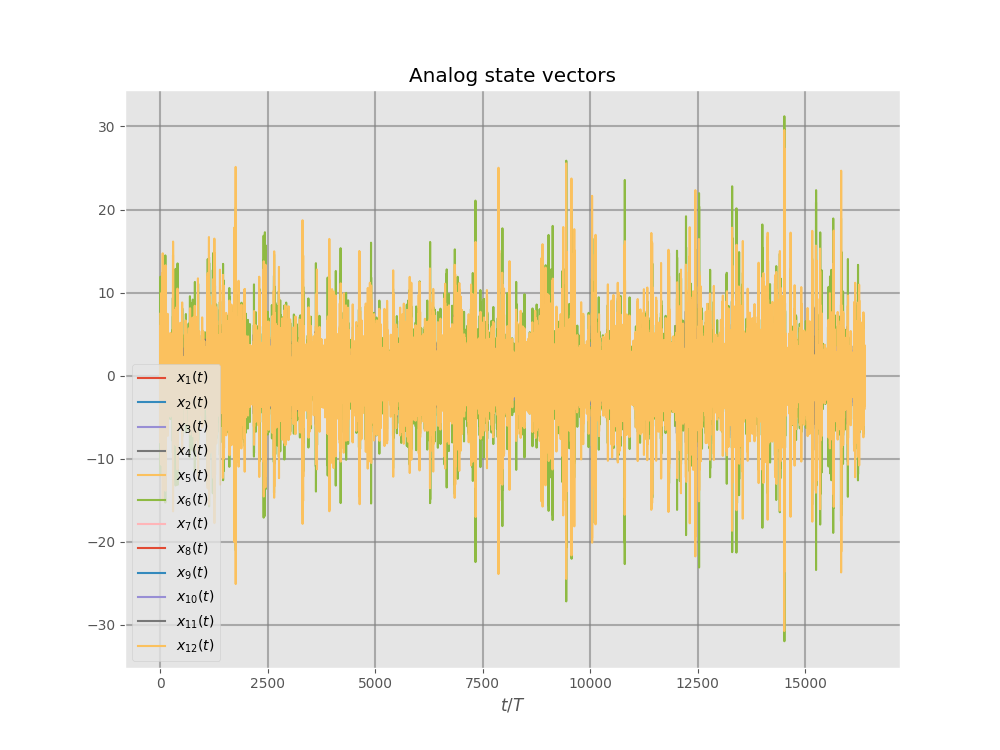 Analog state vectors
30
20
10
0
−10
−20
−30
x₁(t)
x₂(t)
x₃(t)
x₄(t)
x₅(t)
x₆(t)
x₇(t)
x₈(t)
x₉(t)
x₁₀(t)
x₁₁(t)
x₁₂(t)
0 2500 5000 7500 10000 12500 15000
t/T